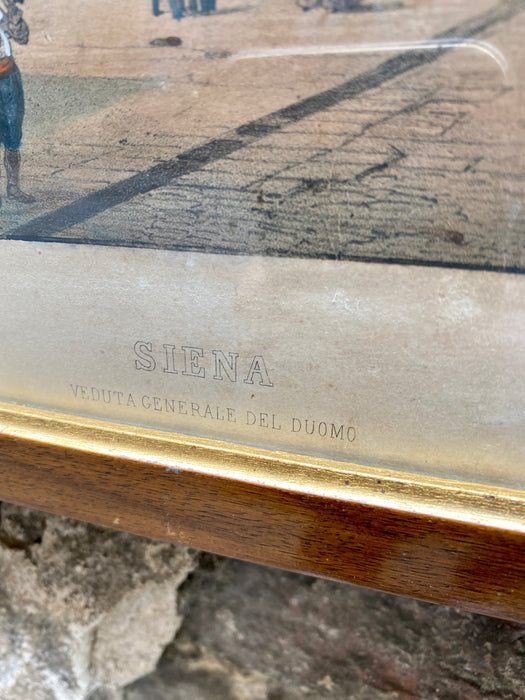 SIENA
VEDUTA GENERALE DEL DUOMO